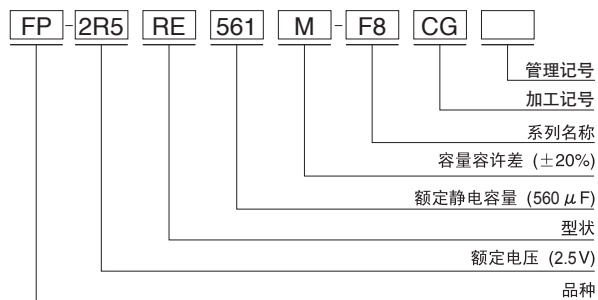 FP-2R5 RE 561 M-F8 CG
管理记号
加工记号
系列名称
容量容许差 (±20%)
额定静电容量 (560 μF)
型状
额定电压 (2.5V)
品种